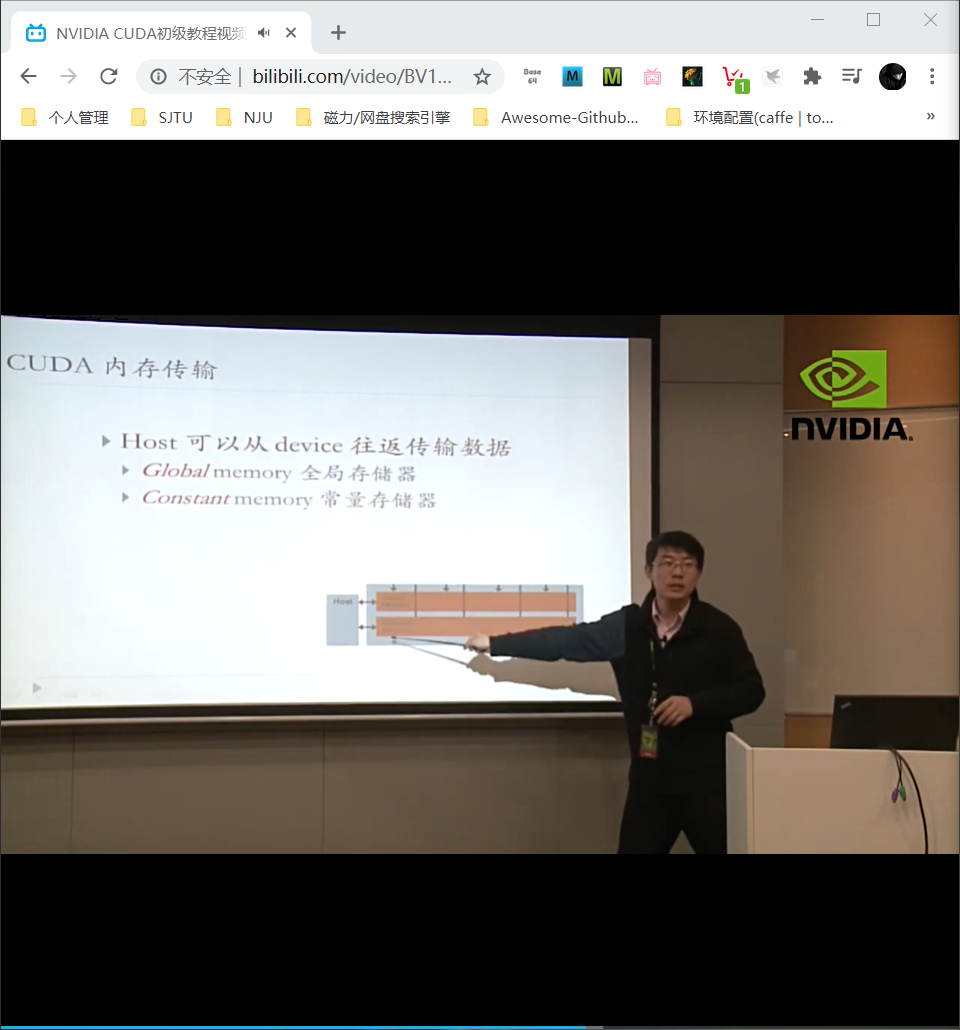 NVIDIA CUDA初级教程视频
不安全 | bilibili.com/video/BV1...
Base
64
M
M
1
个人管理
SJTU
NJU
磁力/网盘搜索引擎
Awesome-Github...
环境配置(caffe | to...
»
CUDA 内存传输
Host 可以从 device 往返传输数据
Global memory 全局存储器
Constant memory 常量存储器
Host
NVIDIA.